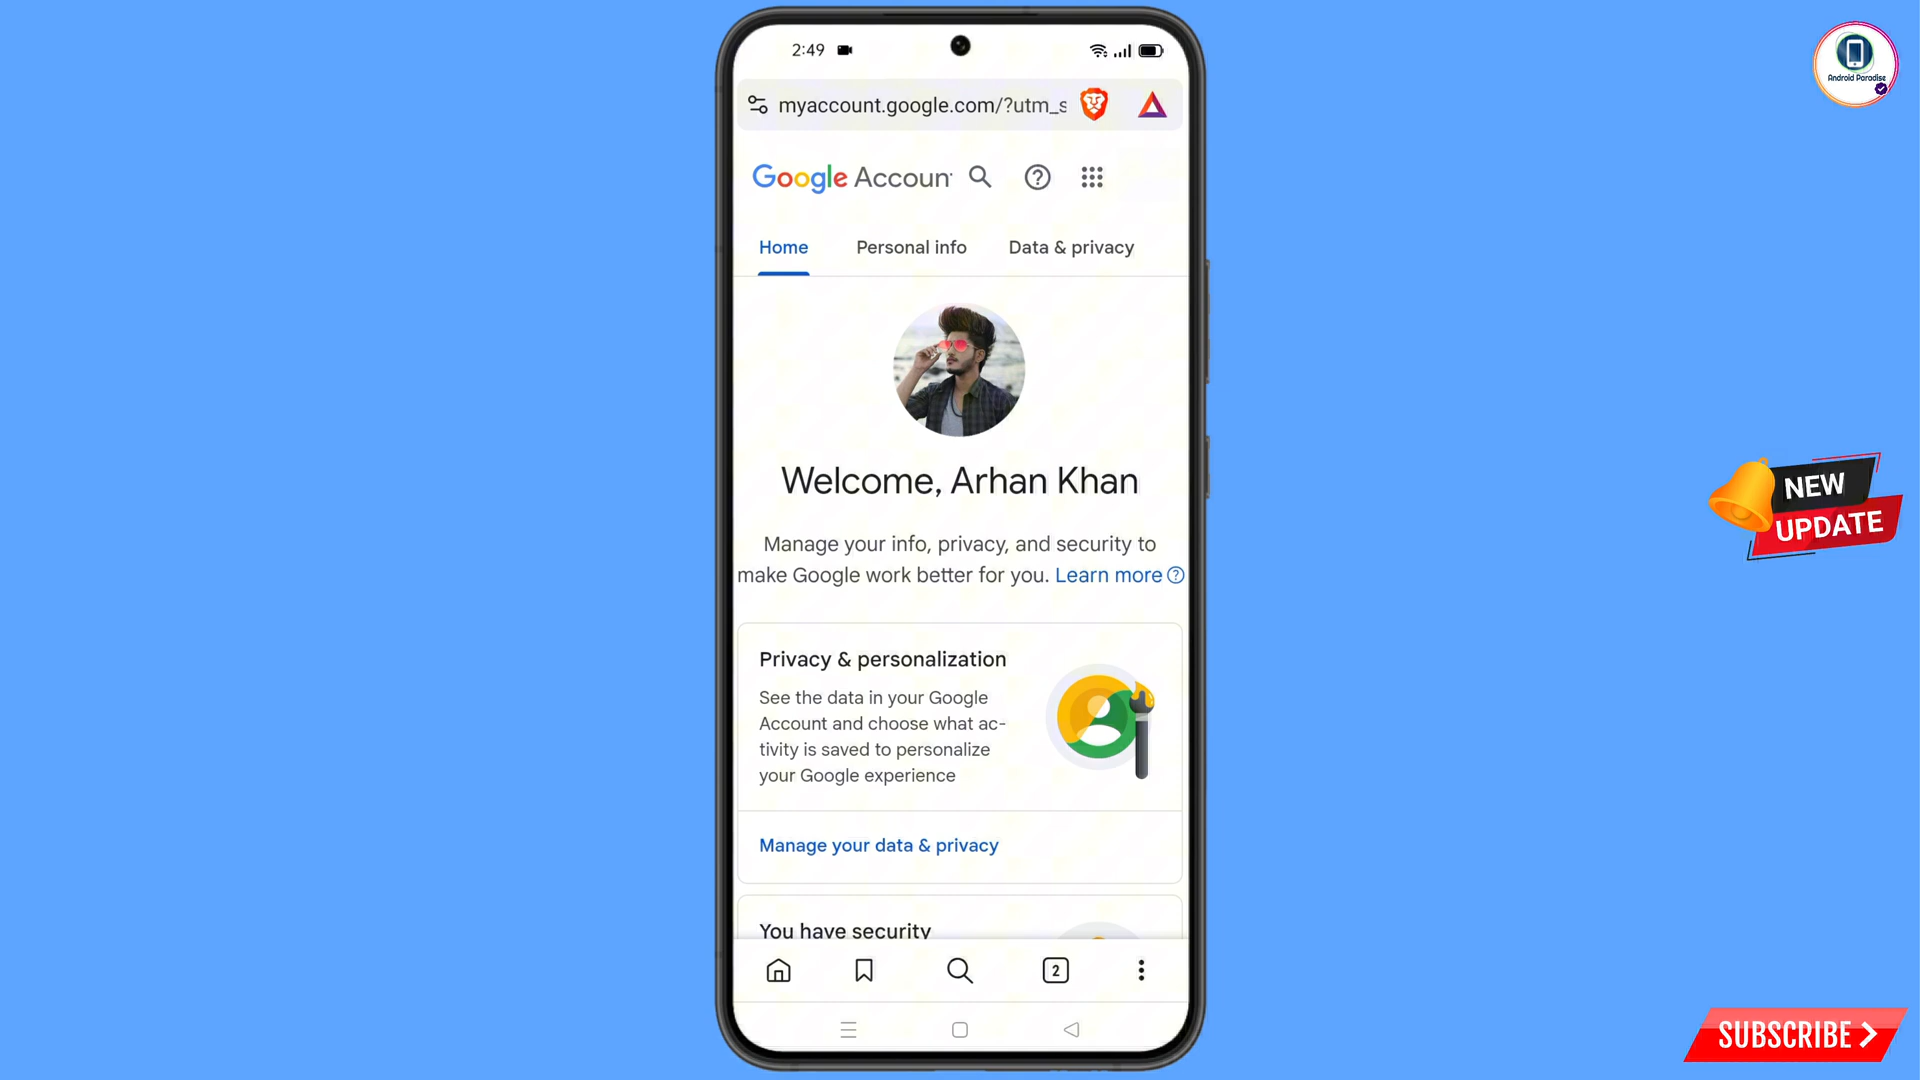 2:49
myaccount.google.com/?utm_s
Google Accoun
Home Personal info Data & privacy
Welcome, Arhan Khan
Manage your info, privacy, and security to
make Google work better for you. Learn more
Privacy & personalization
See the data in your Google
Account and choose what ac-
tivity is saved to personalize
your Google experience
Manage your data & privacy
You have security
2
Android Paradise
NEW
UPDATE
SUBSCRIBE